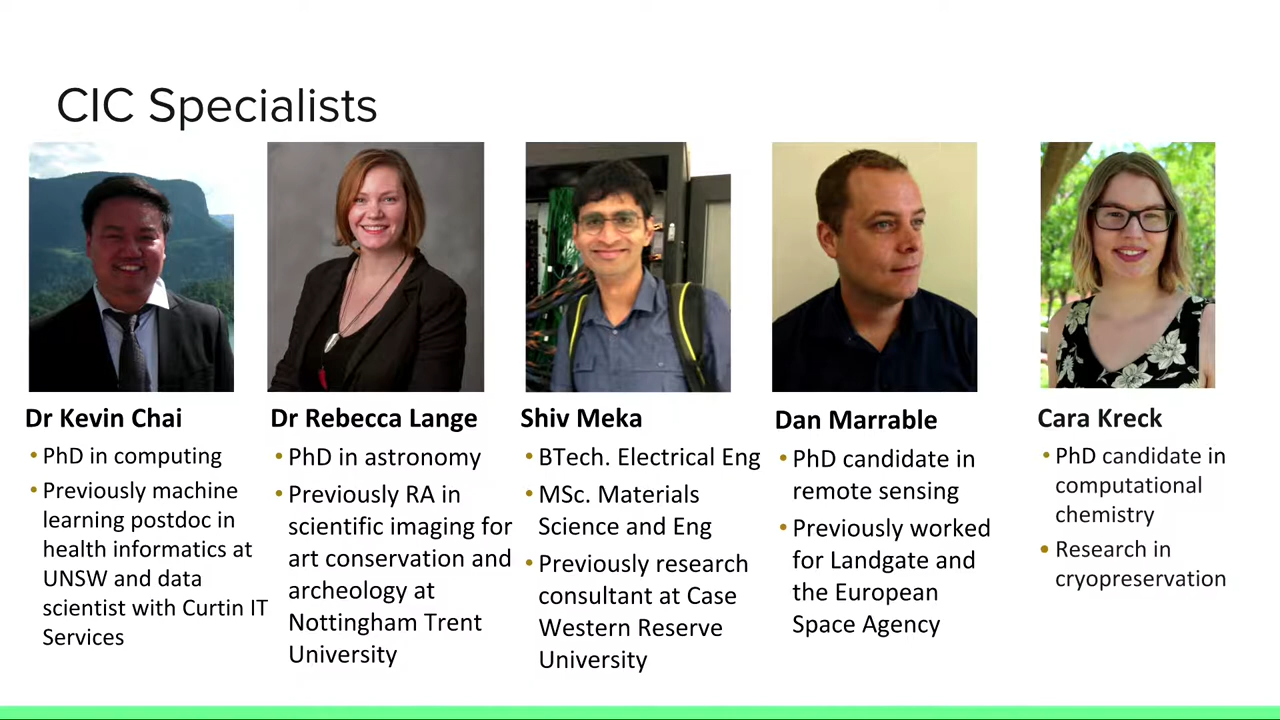 CIC Specialists
Dr Kevin Chai
• PhD in computing
• Previously machine
learning postdoc in
health informatics at
UNSW and data
scientist with Curtin IT
Services
Dr Rebecca Lange
• PhD in astronomy
• Previously RA in
scientific imaging for
art conservation and
archeology at
Nottingham Trent
University
Shiv Meka
• BTech. Electrical Eng
• MSc. Materials
Science and Eng
• Previously research
consultant at Case
Western Reserve
University
Dan Marrable
• PhD candidate in
remote sensing
• Previously worked
for Landgate and
the European
Space Agency
Cara Kreck
• PhD candidate in
computational
chemistry
• Research in
cryopreservation